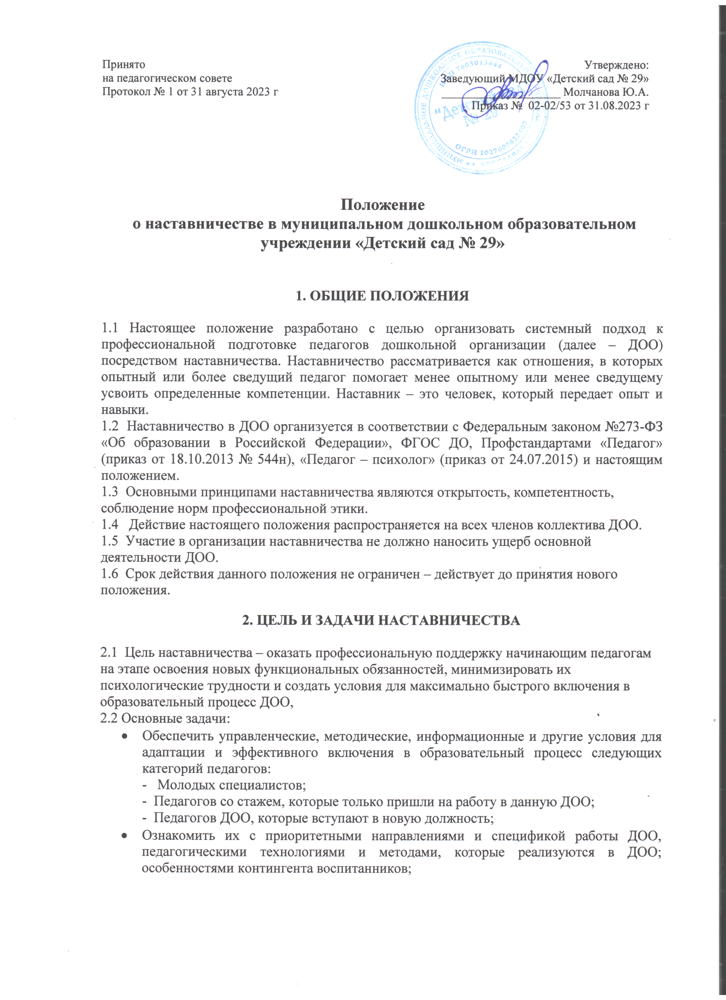 Принято
на педагогическом совете
Протокол № 1 от 31 августа 2023 г
Утверждено:
Заведующий МДОУ «Детский сад № 29»
____________________ Молчанова Ю.А.
Приказ № 02-02/53 от 31.08.2023 г
ИНН 7603013644
"Детский сад
№ 29"
ОГРН 1027600622400
МУНИЦИПАЛЬНОЕ ДОШКОЛЬНОЕ ОБРАЗОВАТЕЛЬНОЕ
Положение
о наставничестве в муниципальном дошкольном образовательном
учреждении «Детский сад № 29»
1. ОБЩИЕ ПОЛОЖЕНИЯ
1.1 Настоящее положение разработано с целью организовать системный подход к
профессиональной подготовке педагогов дошкольной организации (далее – ДОО)
посредством наставничества. Наставничество рассматривается как отношения, в которых
опытный или более сведущий педагог помогает менее опытному или менее сведущему
усвоить определенные компетенции. Наставник – это человек, который передает опыт и
навыки.
1.2 Наставничество в ДОО организуется в соответствии с Федеральным законом №273-ФЗ
«Об образовании в Российской Федерации», ФГОС ДО, Профстандартами «Педагог»
(приказ от 18.10.2013 № 544н), «Педагог – психолог» (приказ от 24.07.2015) и настоящим
положением.
1.3 Основными принципами наставничества являются открытость, компетентность,
соблюдение норм профессиональной этики.
1.4 Действие настоящего положения распространяется на всех членов коллектива ДОО.
1.5 Участие в организации наставничества не должно наносить ущерб основной
деятельности ДОО.
1.6 Срок действия данного положения не ограничен – действует до принятия нового
положения.
2. ЦЕЛЬ И ЗАДАЧИ НАСТАВНИЧЕСТВА
2.1 Цель наставничества – оказать профессиональную поддержку начинающим педагогам
на этапе освоения новых функциональных обязанностей, минимизировать их
психологические трудности и создать условия для максимально быстрого включения в
образовательный процесс ДОО,
2.2 Основные задачи:
• Обеспечить управленческие, методические, информационные и другие условия для
адаптации и эффективного включения в образовательный процесс следующих
категорий педагогов:
- Молодых специалистов;
- Педагогов со стажем, которые только пришли на работу в данную ДОО;
- Педагогов ДОО, которые вступают в новую должность;
• Ознакомить их с приоритетными направлениями и спецификой работы ДОО,
педагогическими технологиями и методами, которые реализуются в ДОО;
особенностями контингента воспитанников;